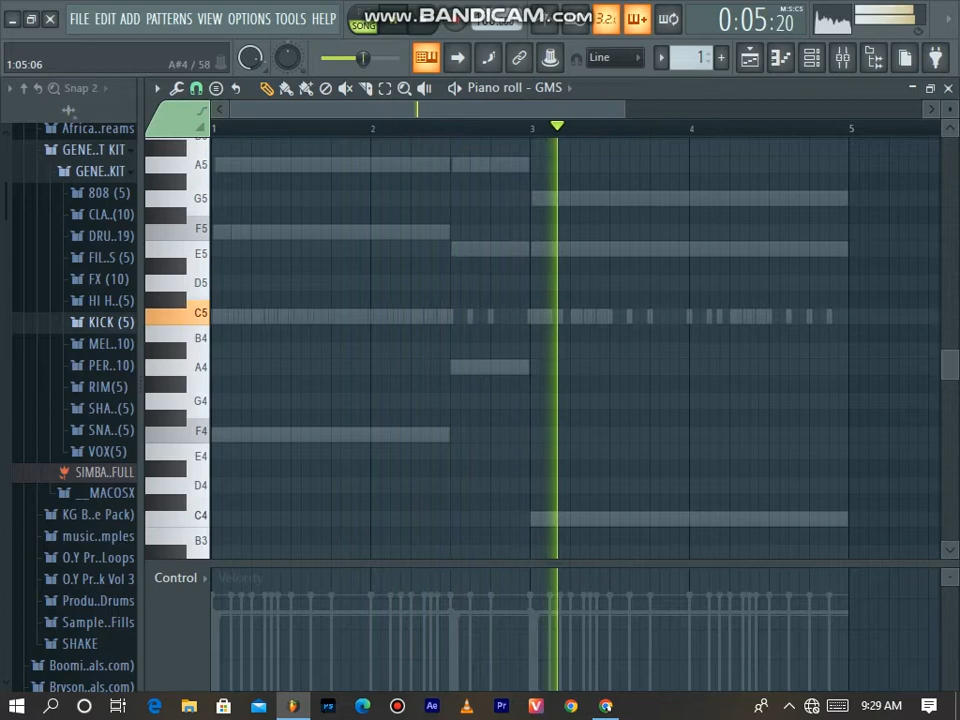 FILE EDIT ADD PATTERNS VIEW OPTIONS TOOLS HELP
www.BANDICAM.com
SONG
3.2
0:05:20
M:S:CS
1:05:06
A#4 / 58
Line
1
Snap 2
Piano roll - GMS
Africa..reams
GENE..T KIT
GENE..KIT
808 (5)
CLA..(10)
DRU..19)
FIL..S (5)
FX (10)
HI H..(5)
KICK (5)
MEL..10)
PER..10)
RIM(5)
SHA..(5)
SNA..(5)
VOX(5)
SIMBA..FULL
__MACOSX
KG B..e Pack)
music..mples
O.Y Pr..Loops
O.Y Pr..k Vol 3
Produ..Drums
Sample..Fills
SHAKE
Boomi..als.com)
Bryson..als.com)
1 2 3 4 5
A5
G5
F5
E5
D5
C5
B4
A4
G4
F4
E4
D4
C4
B3
Control
Velocity
9:29 AM